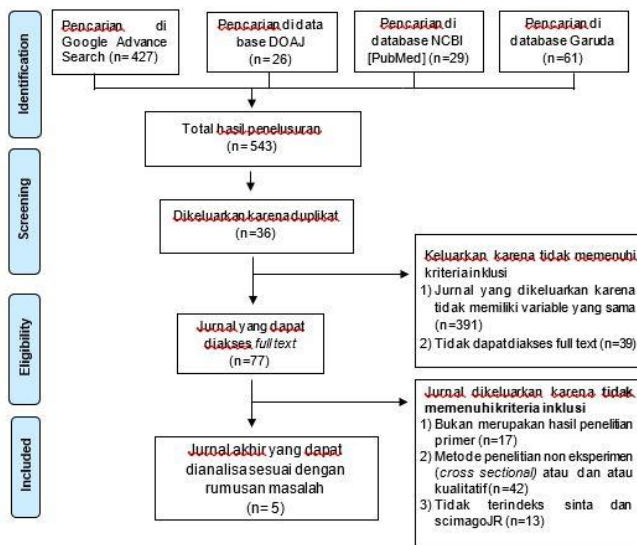 Pencarian di
Google Advance
Search (n= 427)
Pencarian di data
base DOAJ
(n = 26)
Pencarian di
database NCBI
[PubMed] (n=29)
Pencarian di
database Garuda
(n=61)
Identification
Total hasil penelusuran
(n= 543)
Screening
Dikeluarkan karena duplikat
(n=36)
Keluarkan karena tidak memenuhi
kriteria inklusi
1) Jurnal yang dikeluarkan karena
tidak memiliki variable yang sama
(n=391)
2) Tidak dapat diakses full text (n=39)
Eligibility
Jurnal yang dapat
diakses full text
(n=77)
Jurnal dikeluarkan karena tidak
memenuhi kriteria inklusi
1) Bukan merupakan hasil penelitian
primer (n=17)
2) Metode penelitian non eksperimen
(cross sectional) atau dan atau
kualitatif (n=42)
3) Tidak terindeks sinta dan
scimagoJR (n=13)
Included
Jurnal akhir yang dapat
dianalisa sesuai dengan
rumusan masalah
(n= 5)